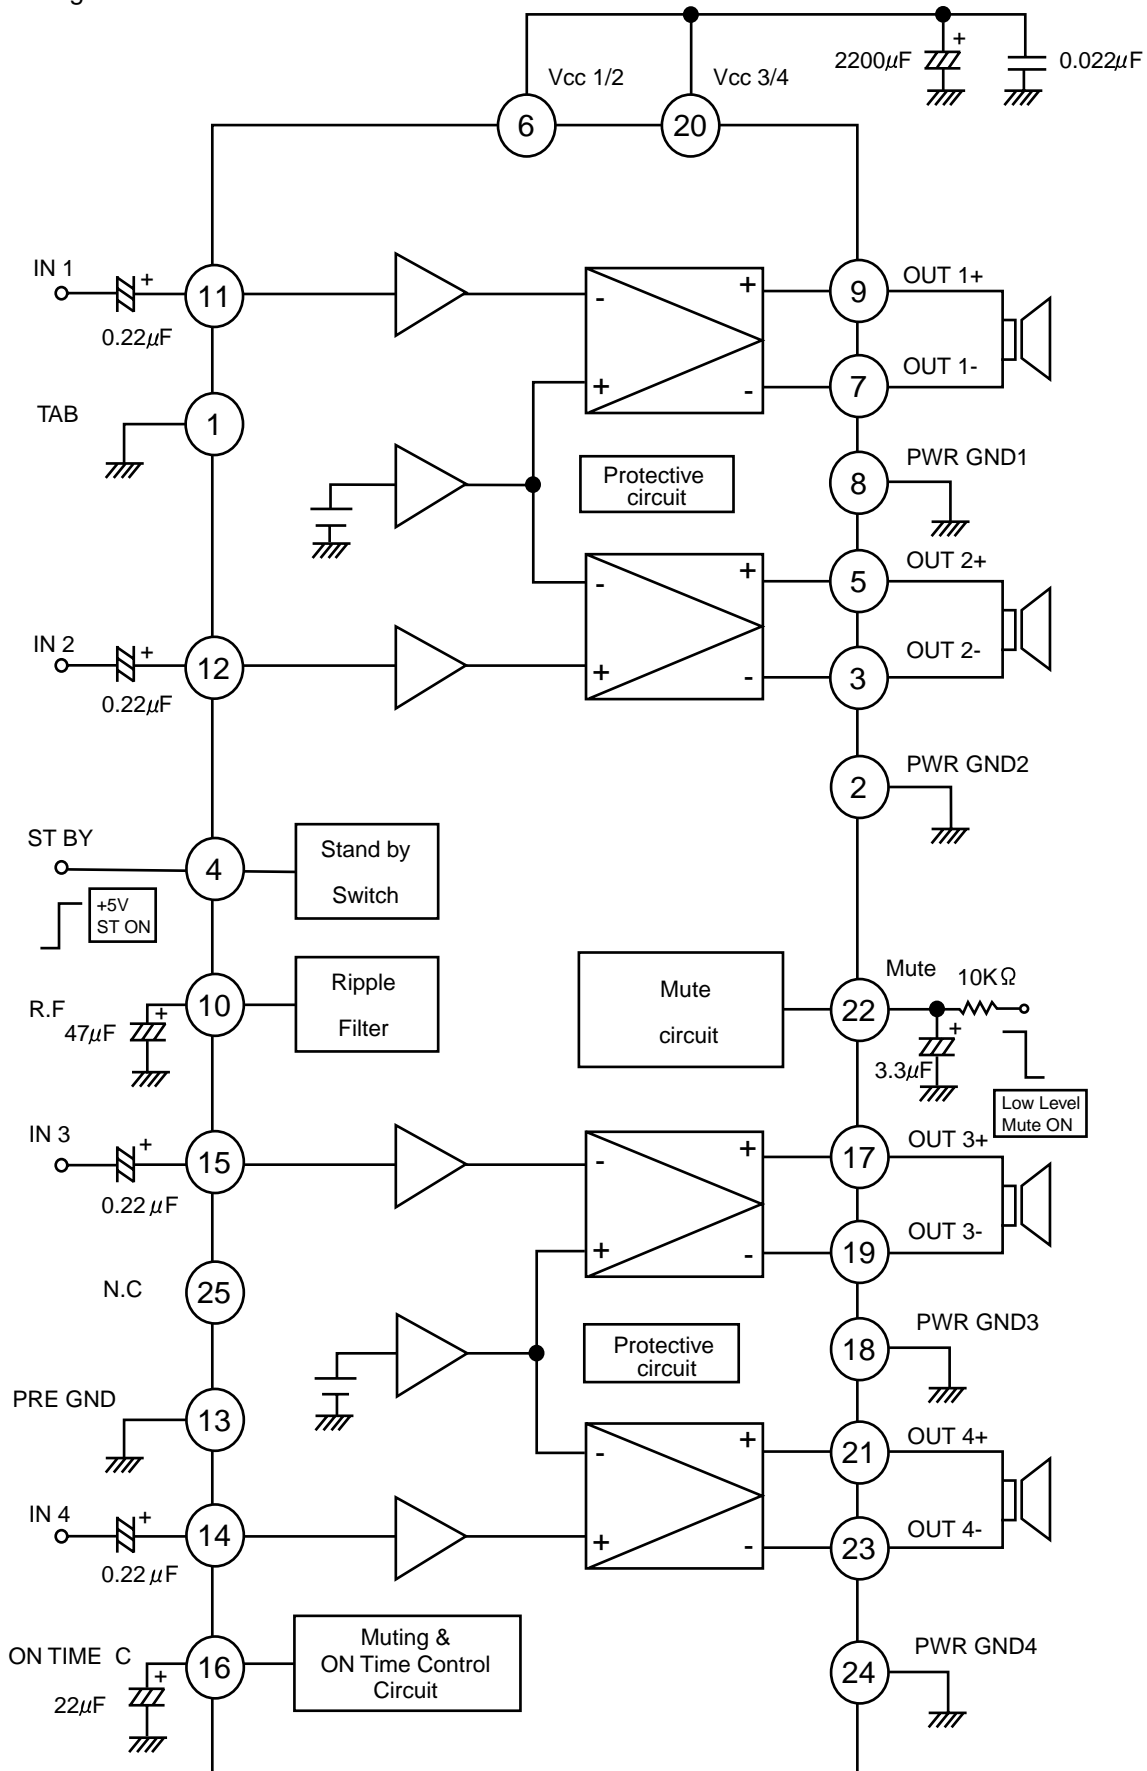 2200μF
+
0.022μF
Vcc 1/2
Vcc 3/4
6
20
IN 1
+
11
0.22μF
-
+
9
OUT 1+
+
-
7
OUT 1-
TAB
1
Protective
circuit
8
PWR GND1
-
+
5
OUT 2+
IN 2
+
12
0.22μF
+
-
3
OUT 2-
2
PWR GND2
ST BY
4
Stand by
Switch
+5V
ST ON
R.F
47μF
+
10
Ripple
Filter
Mute
circuit
22
Mute
10KΩ
+
3.3μF
Low Level
Mute ON
IN 3
+
15
0.22 μF
-
+
17
OUT 3+
+
-
19
OUT 3-
N.C
25
Protective
circuit
18
PWR GND3
PRE GND
13
-
+
21
OUT 4+
IN 4
+
14
0.22 μF
+
-
23
OUT 4-
ON TIME C
+
22μF
16
Muting &
ON Time Control
Circuit
24
PWR GND4